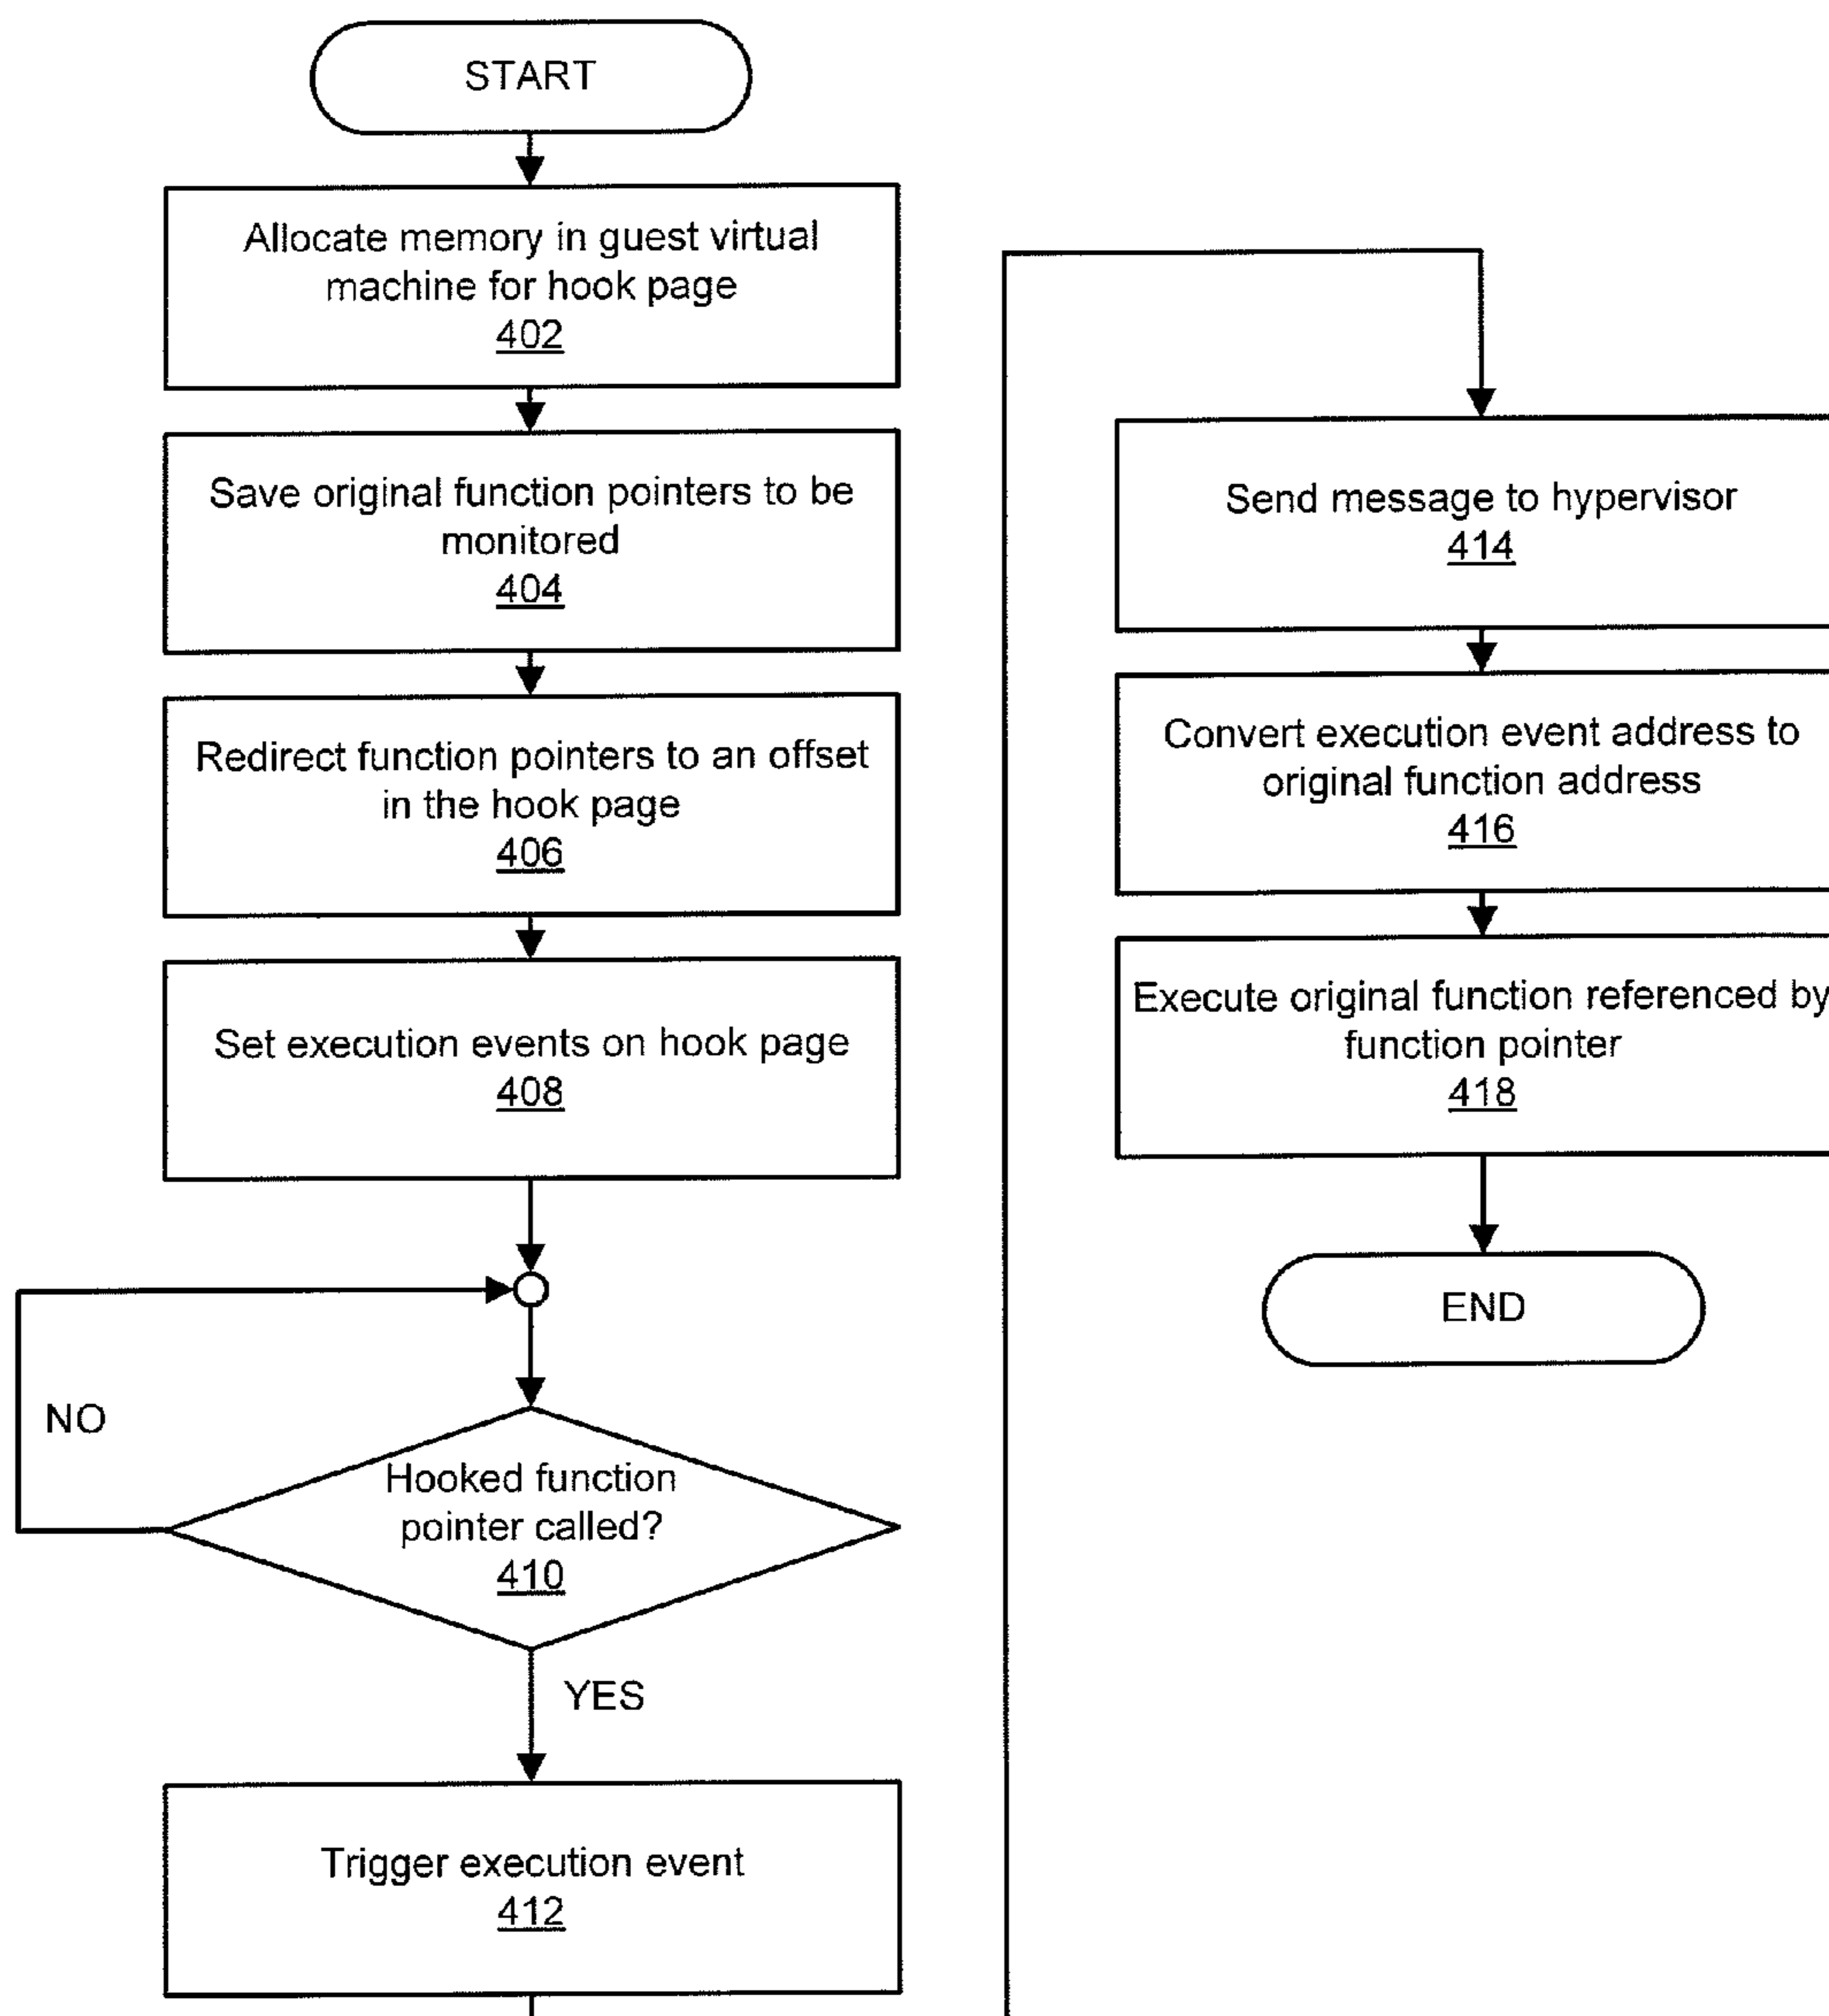 START
Allocate memory in guest virtual
machine for hook page
402
Save original function pointers to be
monitored
404
Redirect function pointers to an offset
in the hook page
406
Set execution events on hook page
408
NO
Hooked function
pointer called?
410
YES
Trigger execution event
412
Send message to hypervisor
414
Convert execution event address to
original function address
416
Execute original function referenced by
function pointer
418
END